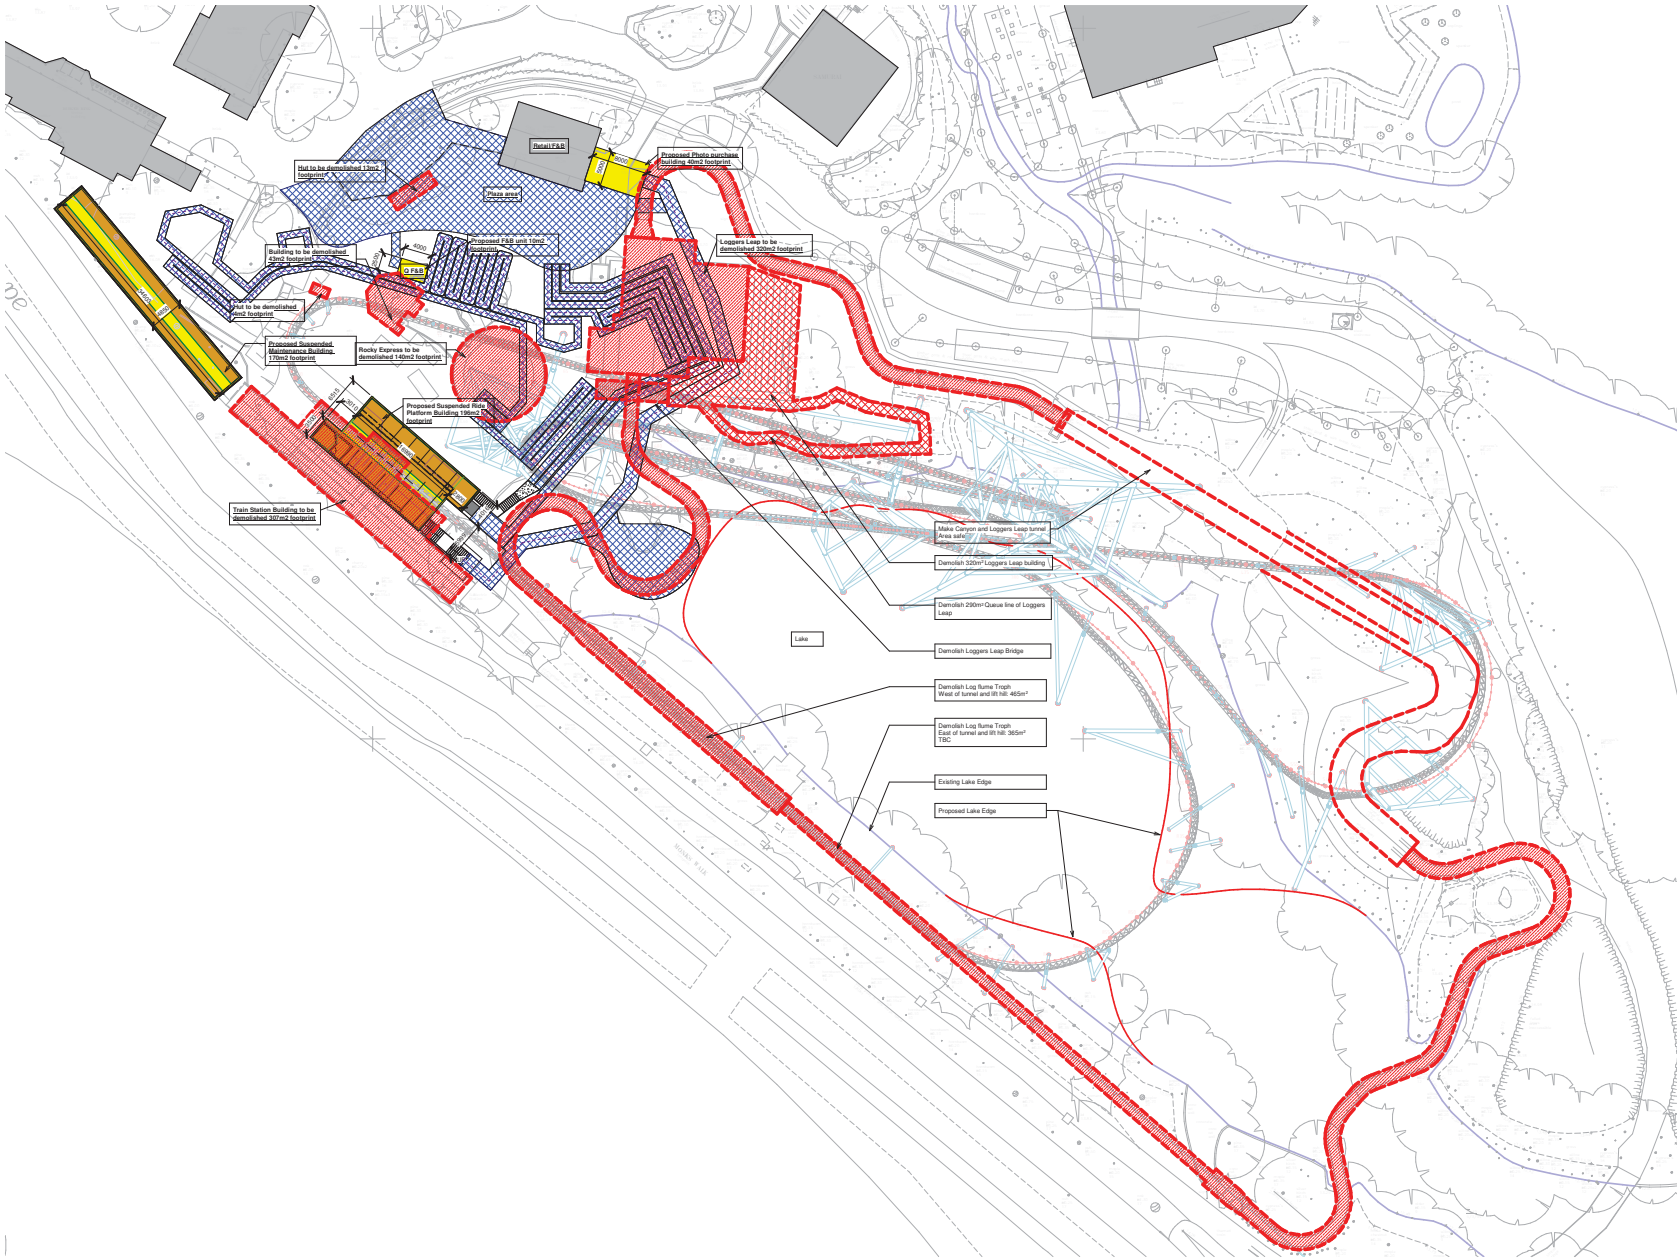 Retail/F&B
Hut to be demolished 13m2
footprint
Proposed Photo purchase
building 40m2 footprint
8000
5000
Plaza area
Building to be demolished
43m2 footprint
4000
2500
Proposed F&B unit 10m2
footprint
Q F&B
Loggers Leap to be
demolished 320m2 footprint
Hut to be demolished
4m2 footprint
Proposed Suspended
Maintenance Building
170m2 footprint
Rocky Express to be
demolished 140m2 footprint
Proposed Suspended Ride
Platform Building 196m2
footprint
Train Station Building to be
demolished 307m2 footprint
Make Canyon and Loggers Leap tunnel
Area safe
Demolish 320m² Loggers Leap building
Demolish 290m² Queue line of Loggers
Leap
Lake
Demolish Loggers Leap Bridge
Demolish Log flume Troph
West of tunnel and lift hill: 465m²
Demolish Log flume Troph
East of tunnel and lift hill: 365m²
TBC
Existing Lake Edge
Proposed Lake Edge